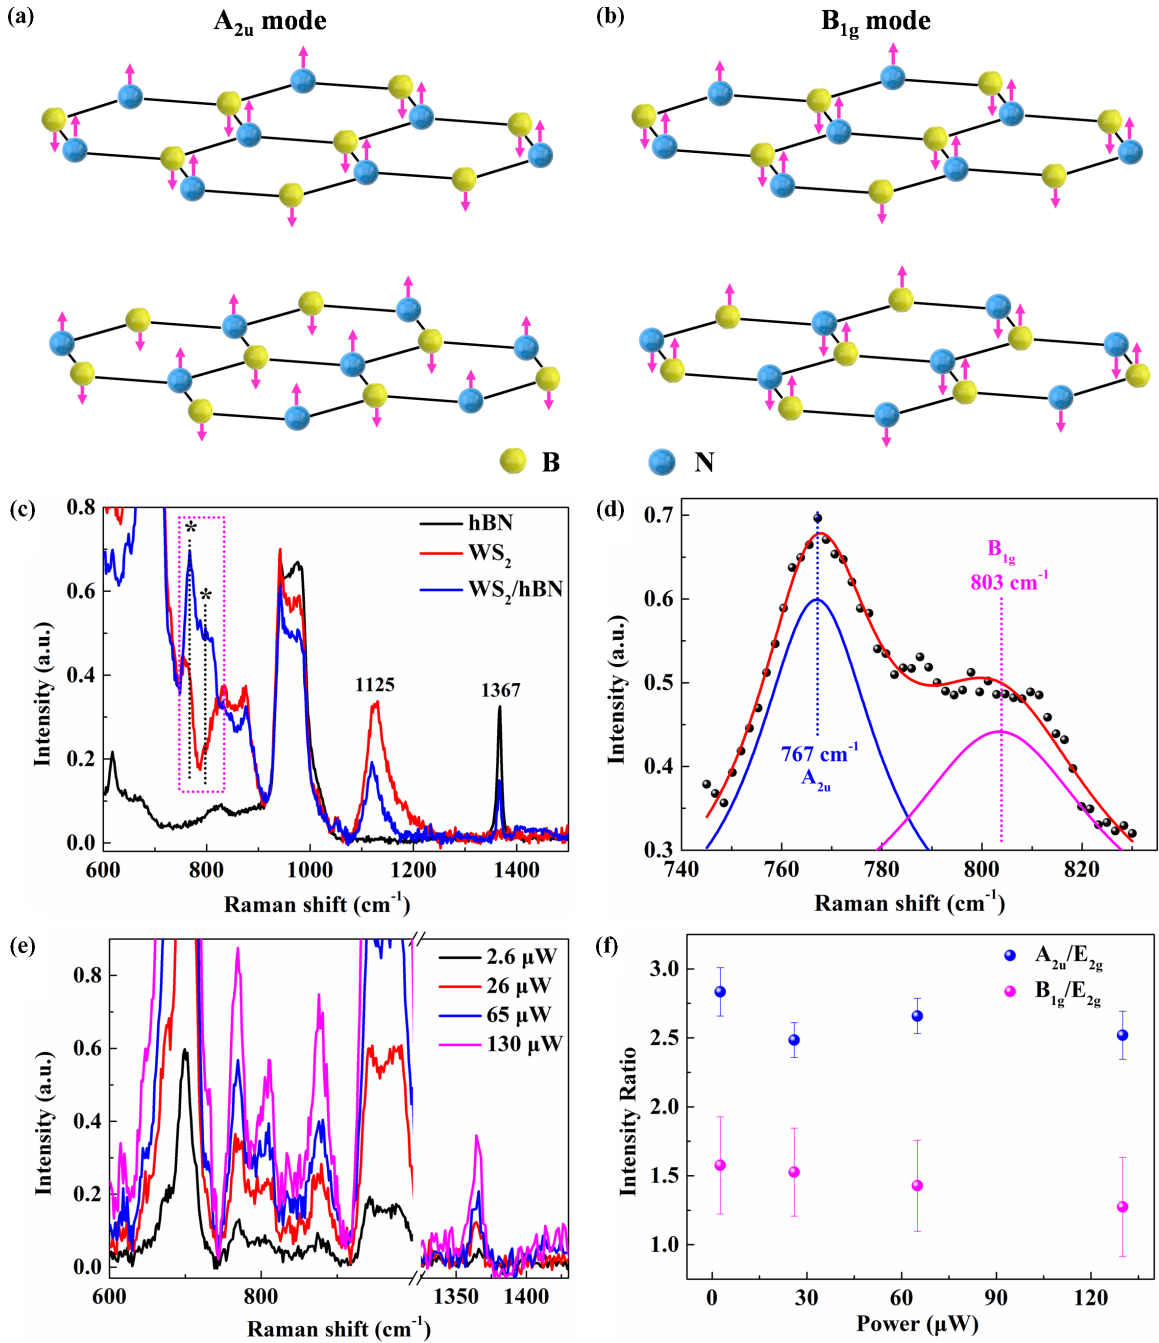 (a)
A2u mode
(b)
B1g mode
B
N
(c)
0.8
0.6
0.4
0.2
0.0
600
800
1000
1200
1400
Intensity (a.u.)
Raman shift (cm-1)
*
*
hBN
WS2
WS2/hBN
1125
1367
(d)
0.7
0.6
0.5
0.4
0.3
740
760
780
800
820
Intensity (a.u.)
Raman shift (cm-1)
B1g
803 cm-1
767 cm-1
A2u
(e)
0.8
0.6
0.4
0.2
0.0
600
800
1350
1400
Intensity (a.u.)
Raman shift (cm-1)
2.6 µW
26 µW
65 µW
130 µW
(f)
3.0
2.5
2.0
1.5
1.0
0
30
60
90
120
Intensity Ratio
Power (µW)
A2u/E2g
B1g/E2g